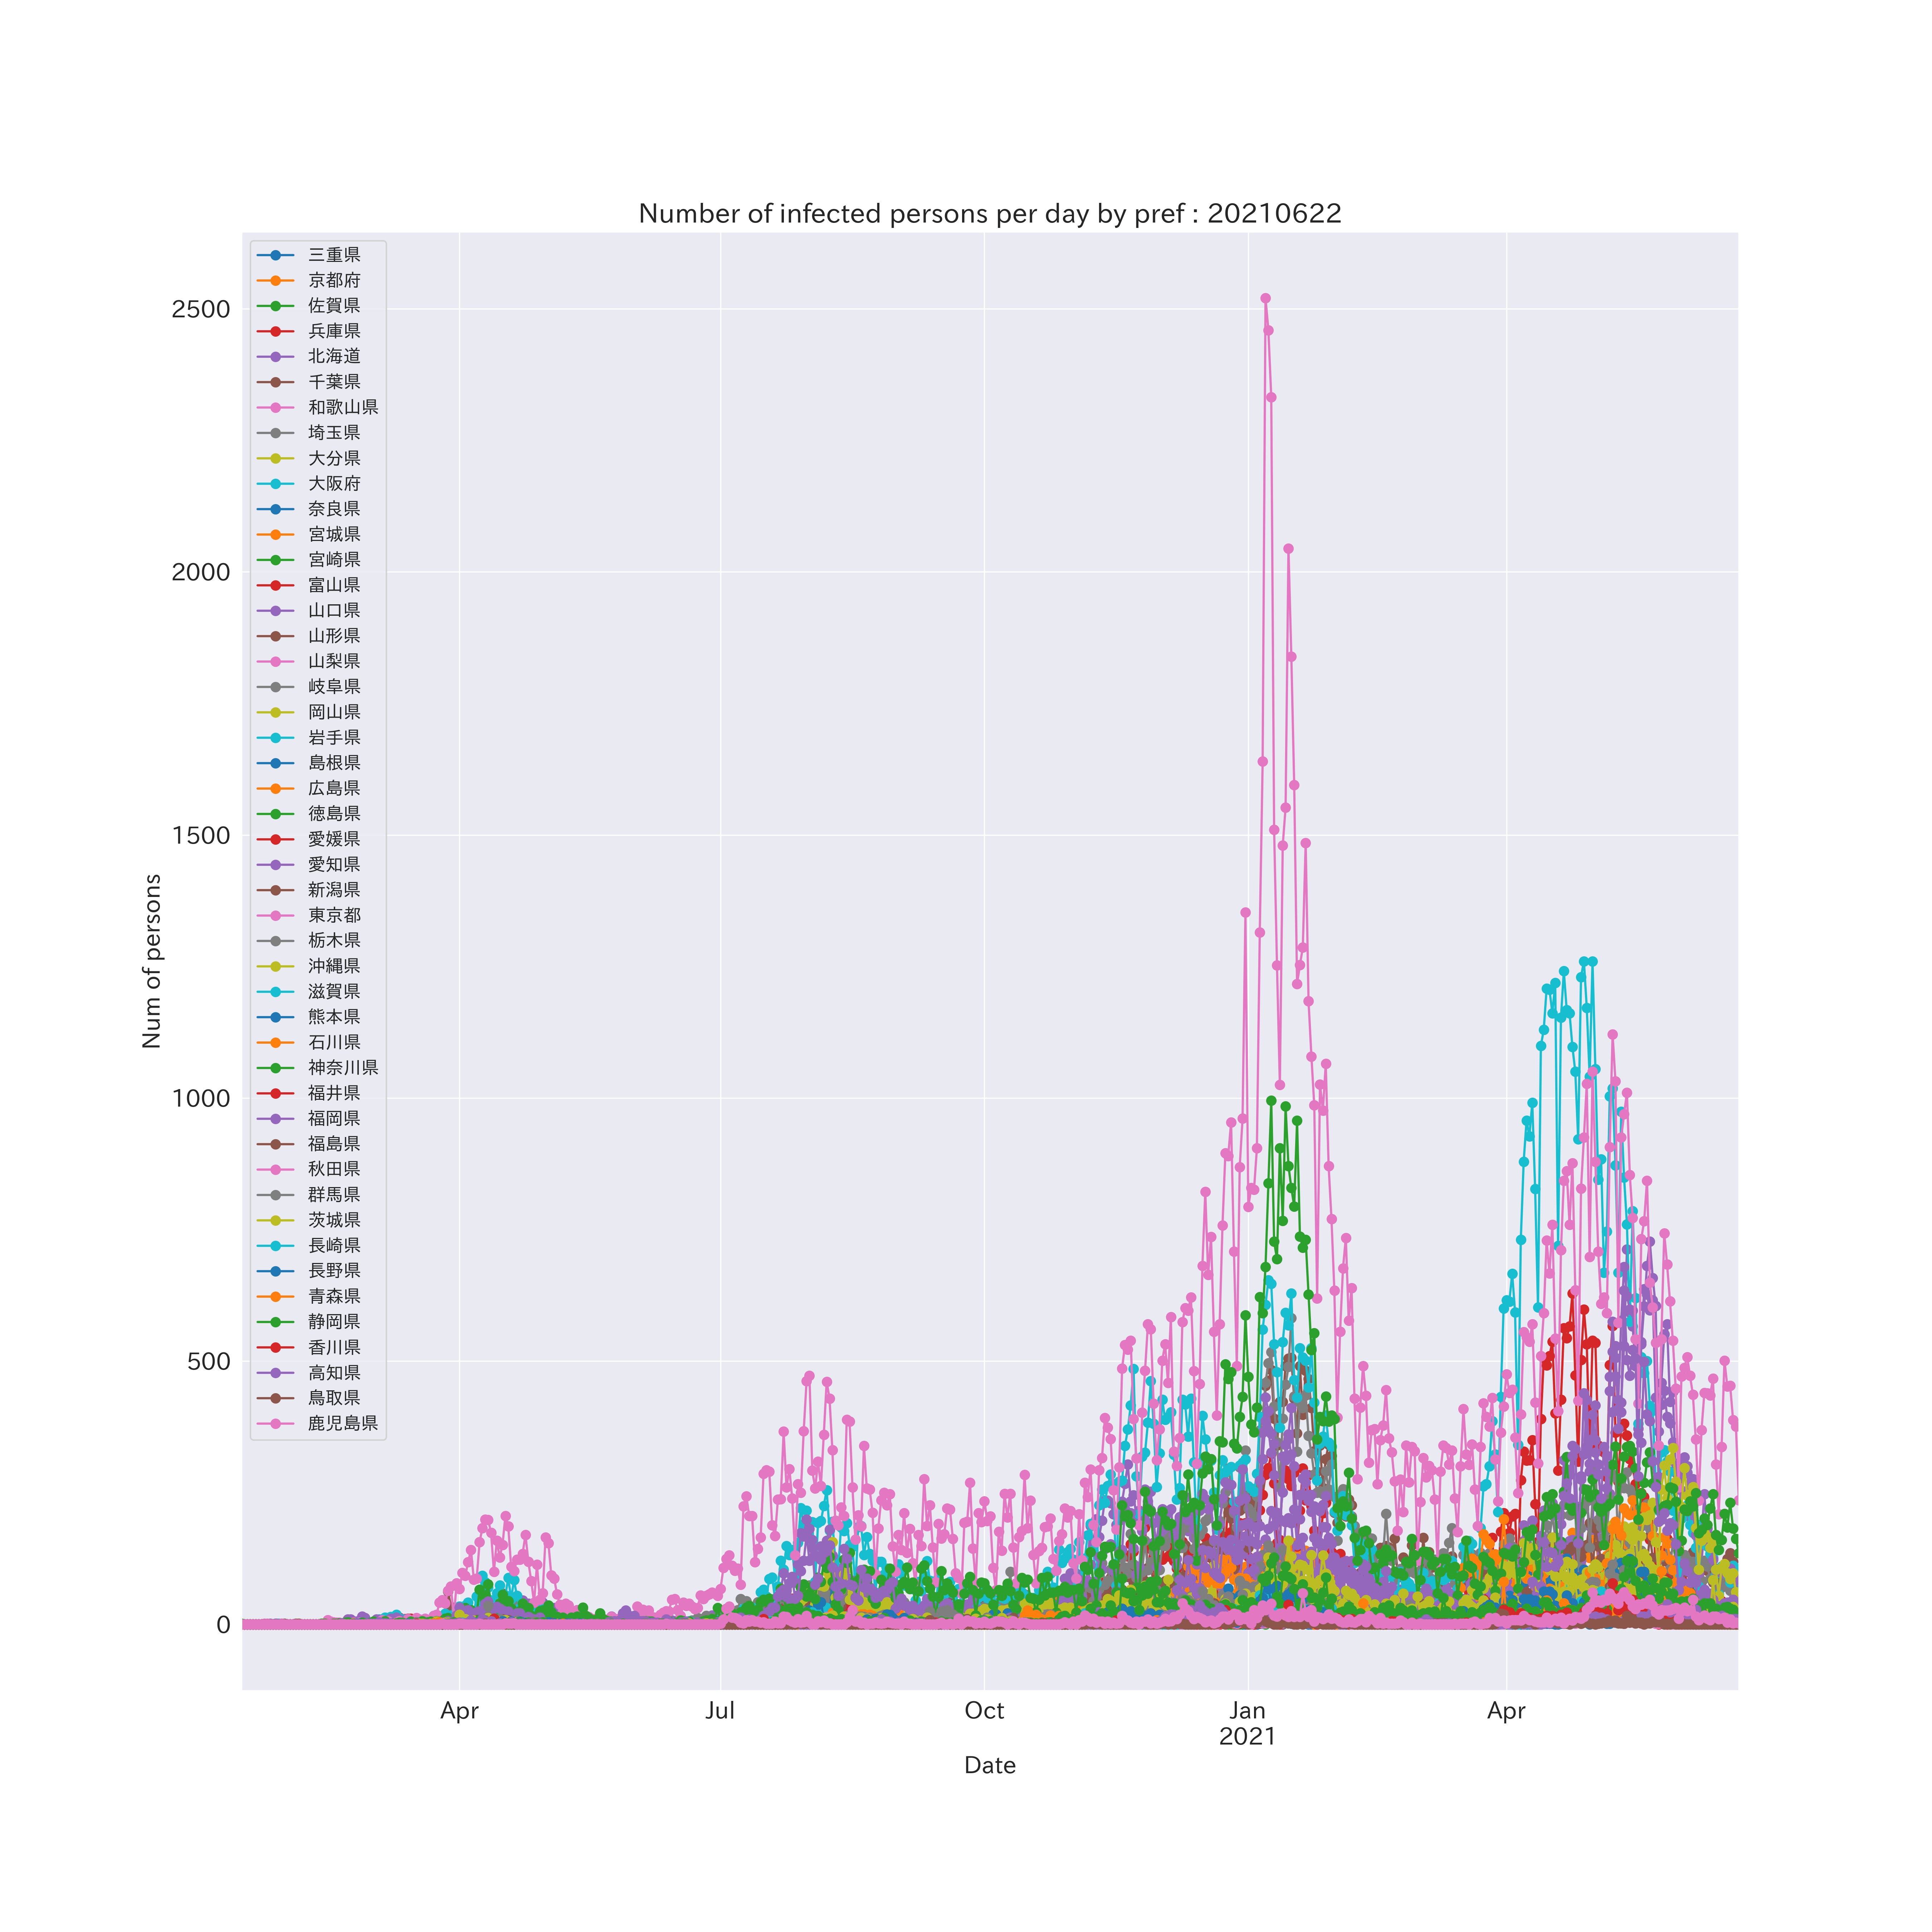 Number of infected persons per day by pref : 20210622
三重県
京都府
佐賀県
兵庫県
北海道
千葉県
和歌山県
埼玉県
大分県
大阪府
奈良県
宮城県
宮崎県
富山県
山口県
山形県
山梨県
岐阜県
岡山県
岩手県
島根県
広島県
徳島県
愛媛県
愛知県
新潟県
東京都
栃木県
沖縄県
滋賀県
熊本県
石川県
神奈川県
福井県
福岡県
福島県
秋田県
群馬県
茨城県
長崎県
長野県
青森県
静岡県
香川県
高知県
鳥取県
鹿児島県
2500
2000
1500
1000
500
0
Num of persons
Apr
Jul
Oct
Jan
2021
Apr
Date